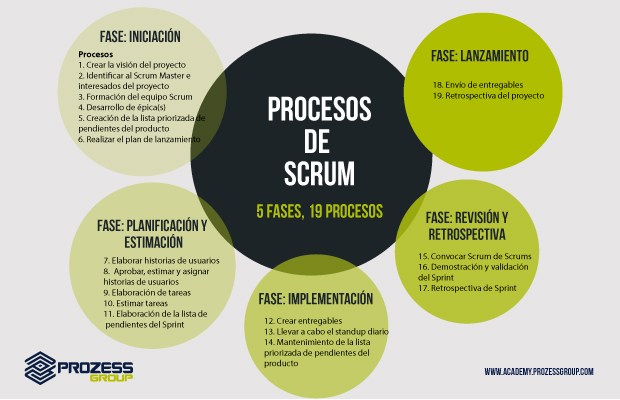 FASE: INICIACIÓN
Procesos
1. Crear la visión del proyecto
2. Identificar al Scrum Master e
interesados del proyecto
3. Formación del equipo Scrum
4. Desarrollo de épica(s)
5. Creación de la lista priorizada de
pendientes del producto
6. Realizar el plan de lanzamiento
PROCESOS
DE
SCRUM
5 FASES, 19 PROCESOS
FASE: LANZAMIENTO
18. Envío de entregables
19. Retrospectiva del proyecto
FASE: PLANIFICACIÓN Y
ESTIMACIÓN
7. Elaborar historias de usuarios
8. Aprobar, estimar y asignar
historias de usuarios
9. Elaboración de tareas
10. Estimar tareas
11. Elaboración de la lista de
pendientes del Sprint
FASE: IMPLEMENTACIÓN
12. Crear entregables
13. Llevar a cabo el standup diario
14. Mantenimiento de la lista
priorizada de pendientes del
producto
FASE: REVISIÓN Y
RETROSPECTIVA
15. Convocar Scrum de Scrums
16. Demostración y validación
del Sprint
17. Retrospectiva de Sprint
PROZESS
GROUP
WWW.ACADEMY.PROZESSGROUP.COM